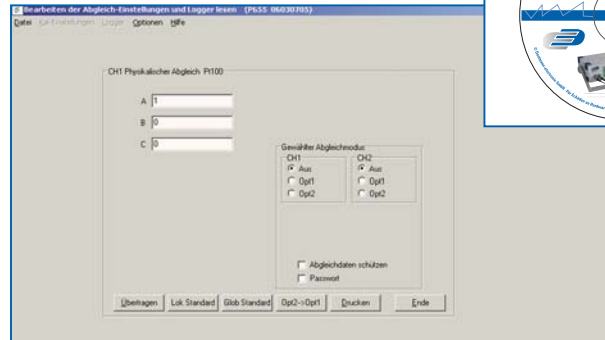 Bearbeiten der Abgleich-Einstellungen und Logger lesen (P655 06030705)
Datei Kal-Einstellungen Logger Optionen Hilfe
CH1 Physikalischer Abgleich Pt100
A 1
B 0
C 0
Gewählter Abgleichmodus
CH1 CH2
Aus Aus
Opt1 Opt1
Opt2 Opt2
Abgleichdaten schützen
Passwort
Übertragen Lok Standard Glob Standard Opt2->Opt1 Drucken Ende